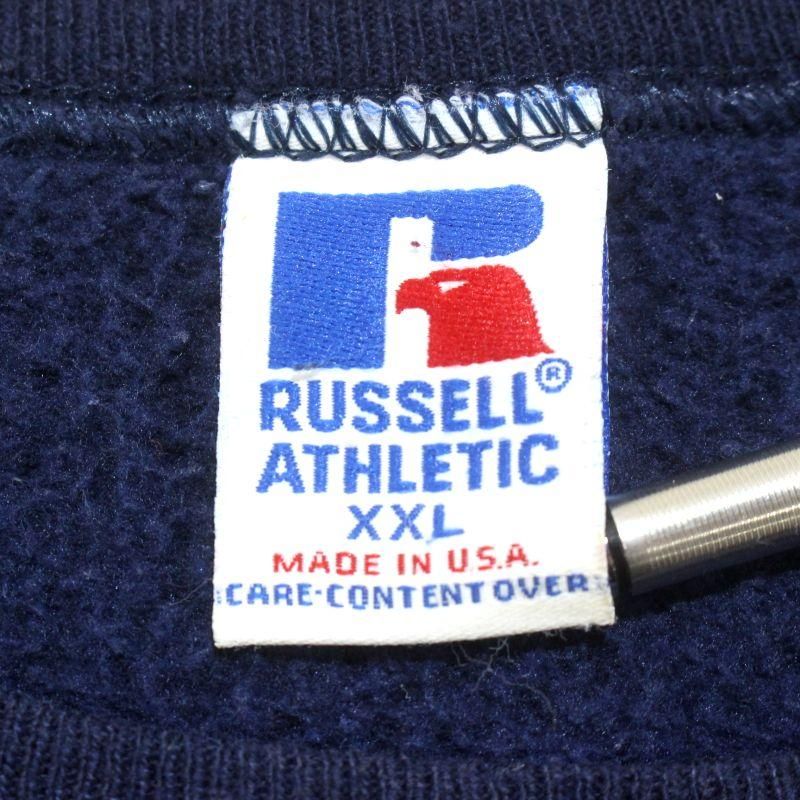 RUSSELL®
ATHLETIC
XXL
MADE IN U.S.A.
CARE·CONTENT OVER